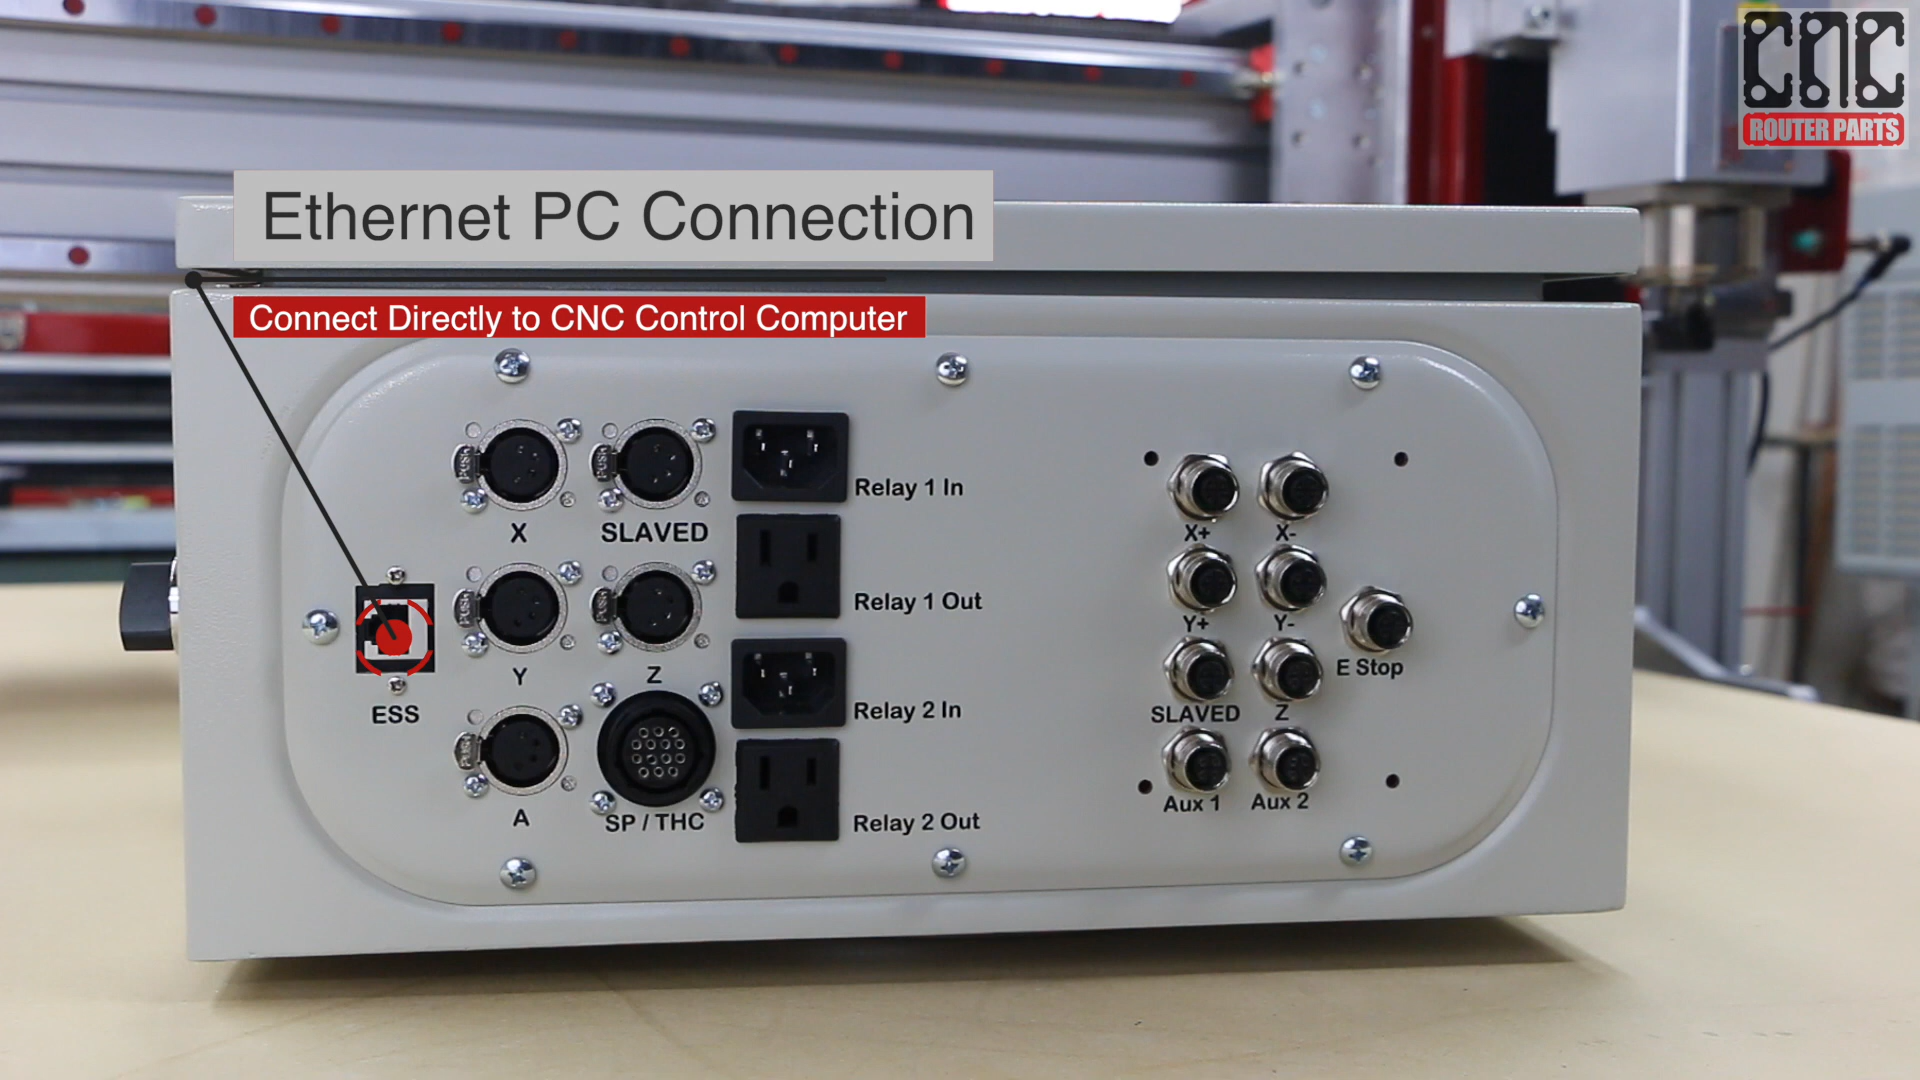 CNC
ROUTER PARTS
Ethernet PC Connection
Connect Directly to CNC Control Computer
PUSH
PUSH
X
SLAVED
Relay 1 In
X+
X-
PUSH
PUSH
Relay 1 Out
Y+
Y-
Y
Z
E Stop
ESS
Relay 2 In
SLAVED
Z
PUSH
A
SP / THC
Relay 2 Out
Aux 1
Aux 2